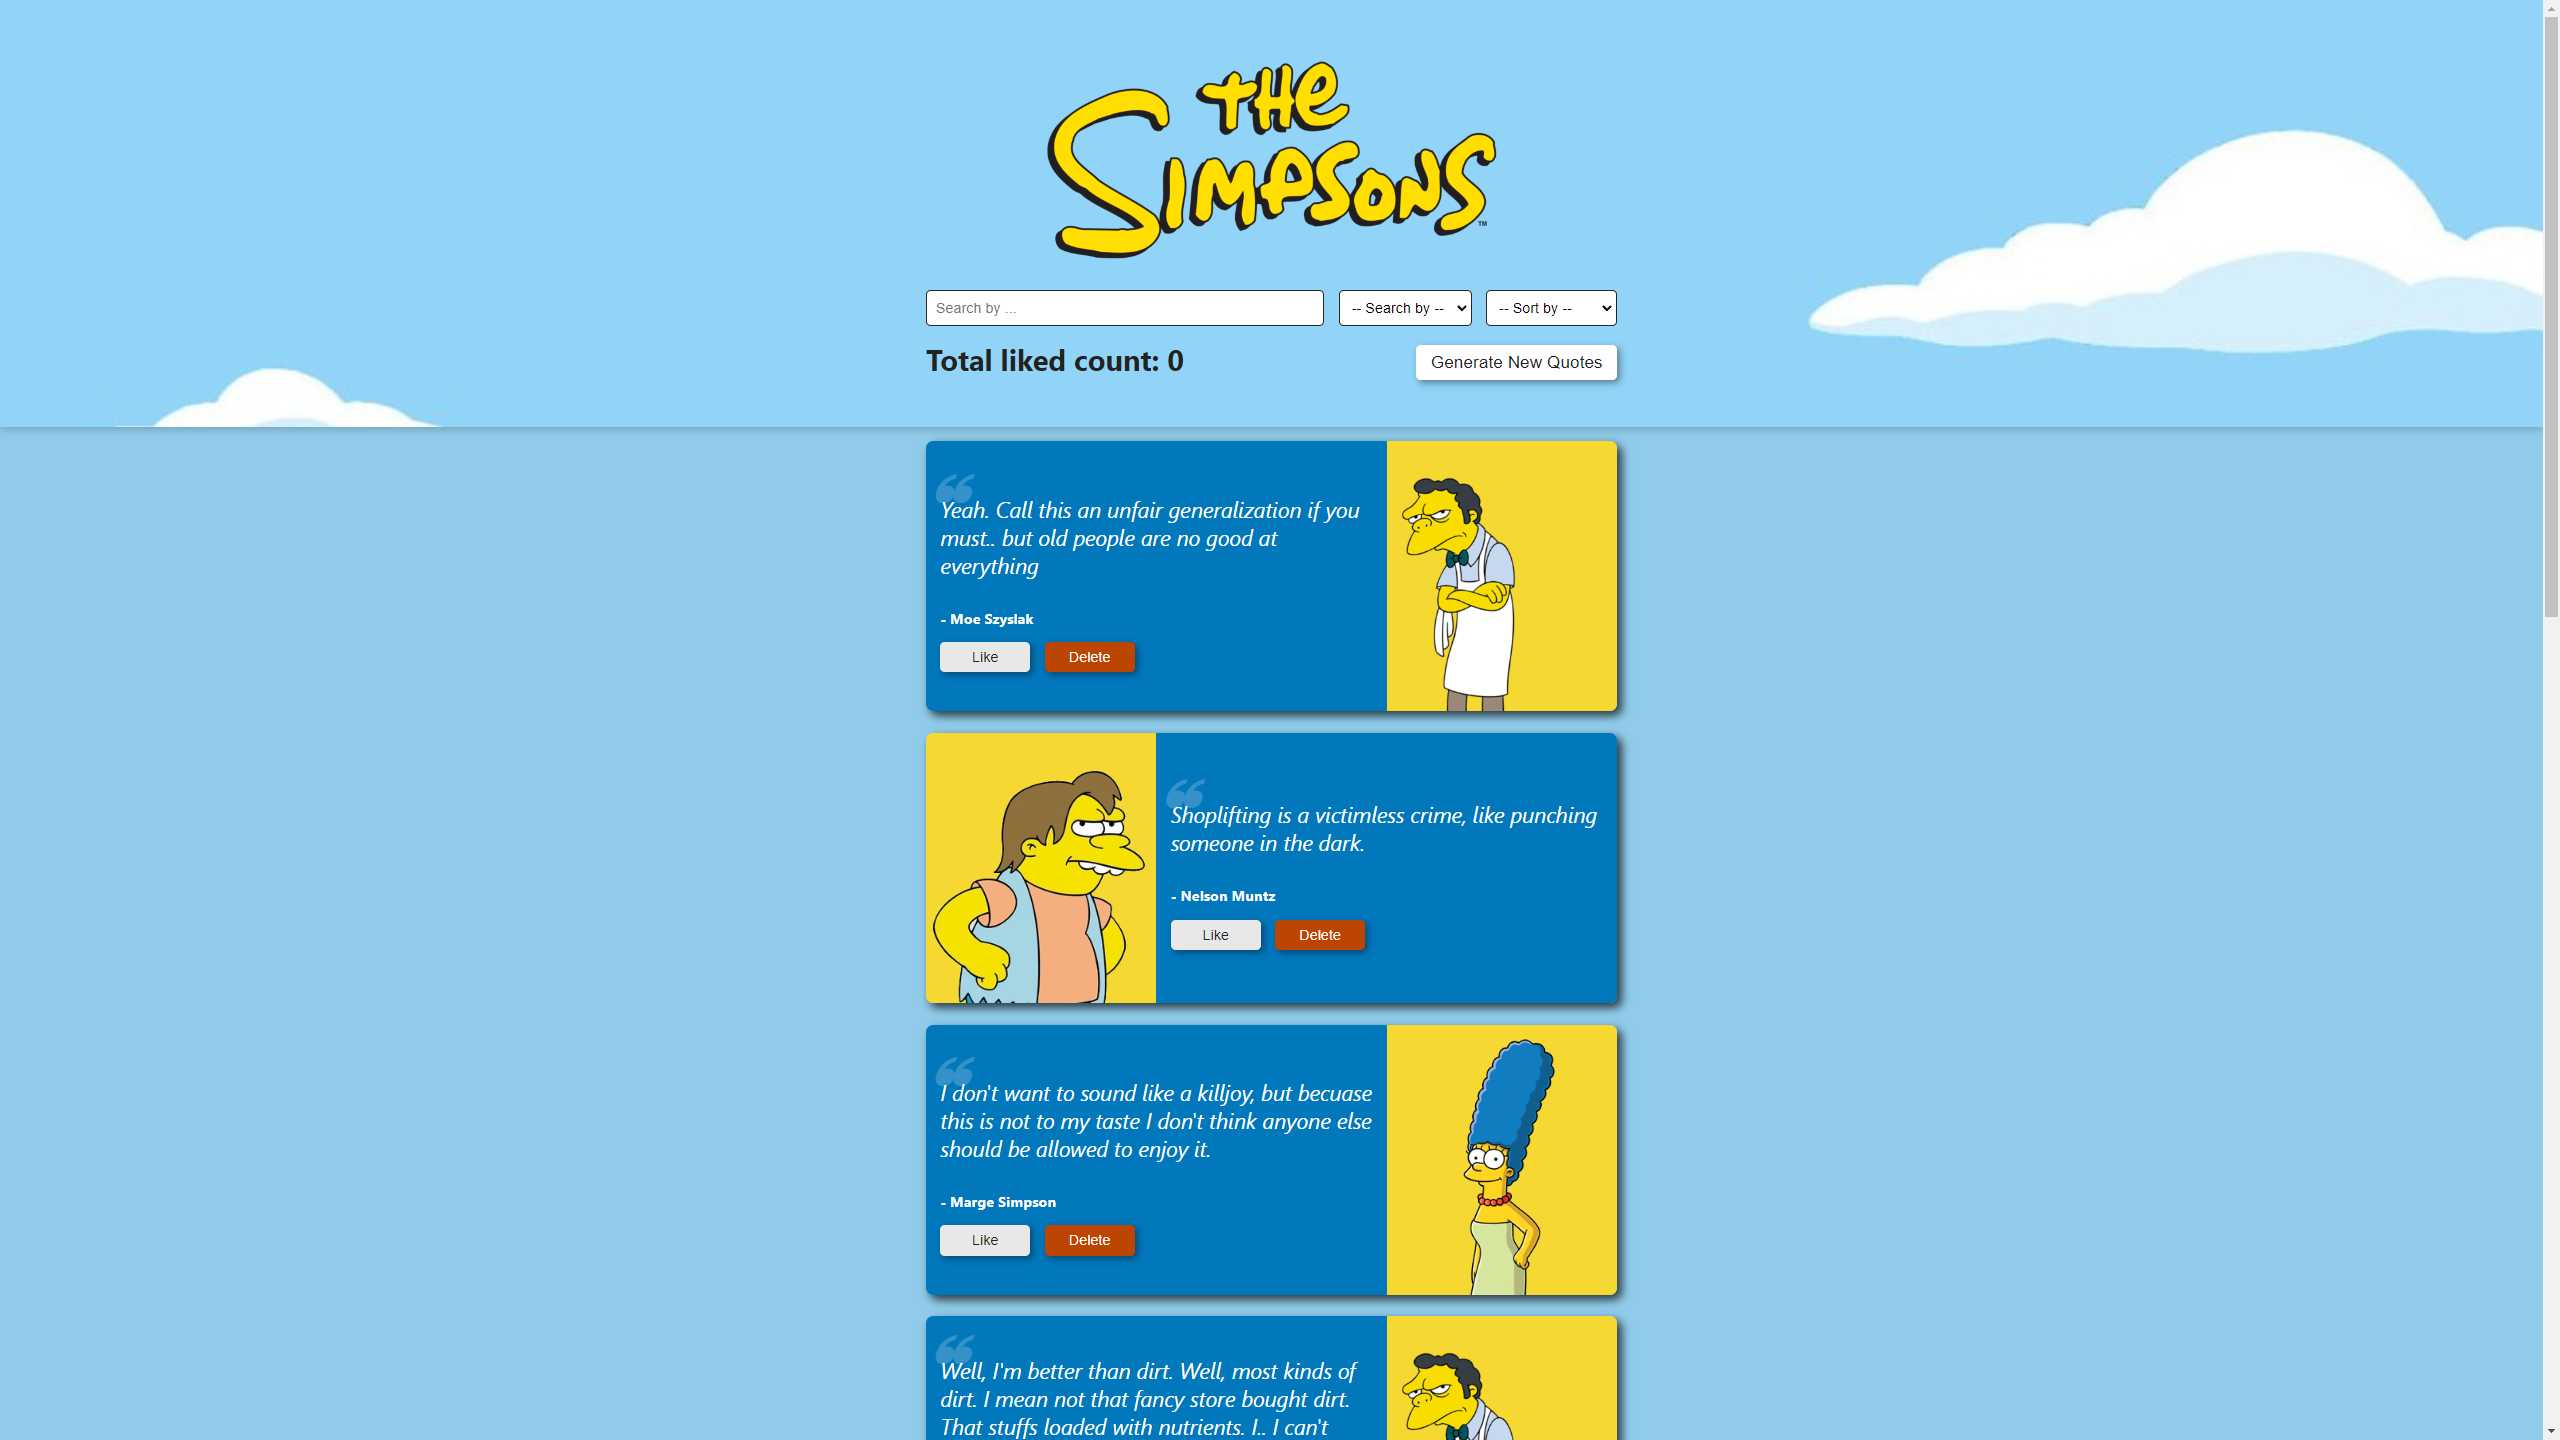 THE
SIMPSONS
TM
Search by ...
-- Search by --
-- Sort by --
Total liked count: 0
Generate New Quotes
Yeah. Call this an unfair generalization if you
must.. but old people are no good at
everything
- Moe Szyslak
Like
Delete
Shoplifting is a victimless crime, like punching
someone in the dark.
- Nelson Muntz
Like
Delete
I don't want to sound like a killjoy, but becuase
this is not to my taste I don't think anyone else
should be allowed to enjoy it.
- Marge Simpson
Like
Delete
Well, I'm better than dirt. Well, most kinds of
dirt. I mean not that fancy store bought dirt.
That stuffs loaded with nutrients. I.. I can't